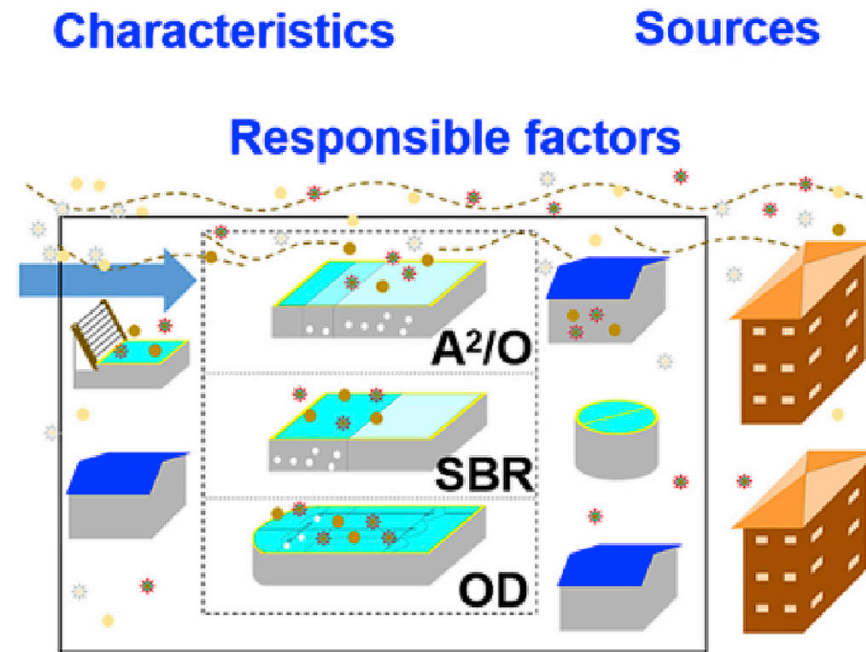 Characteristics
Sources
Responsible factors
A²/O
SBR
OD